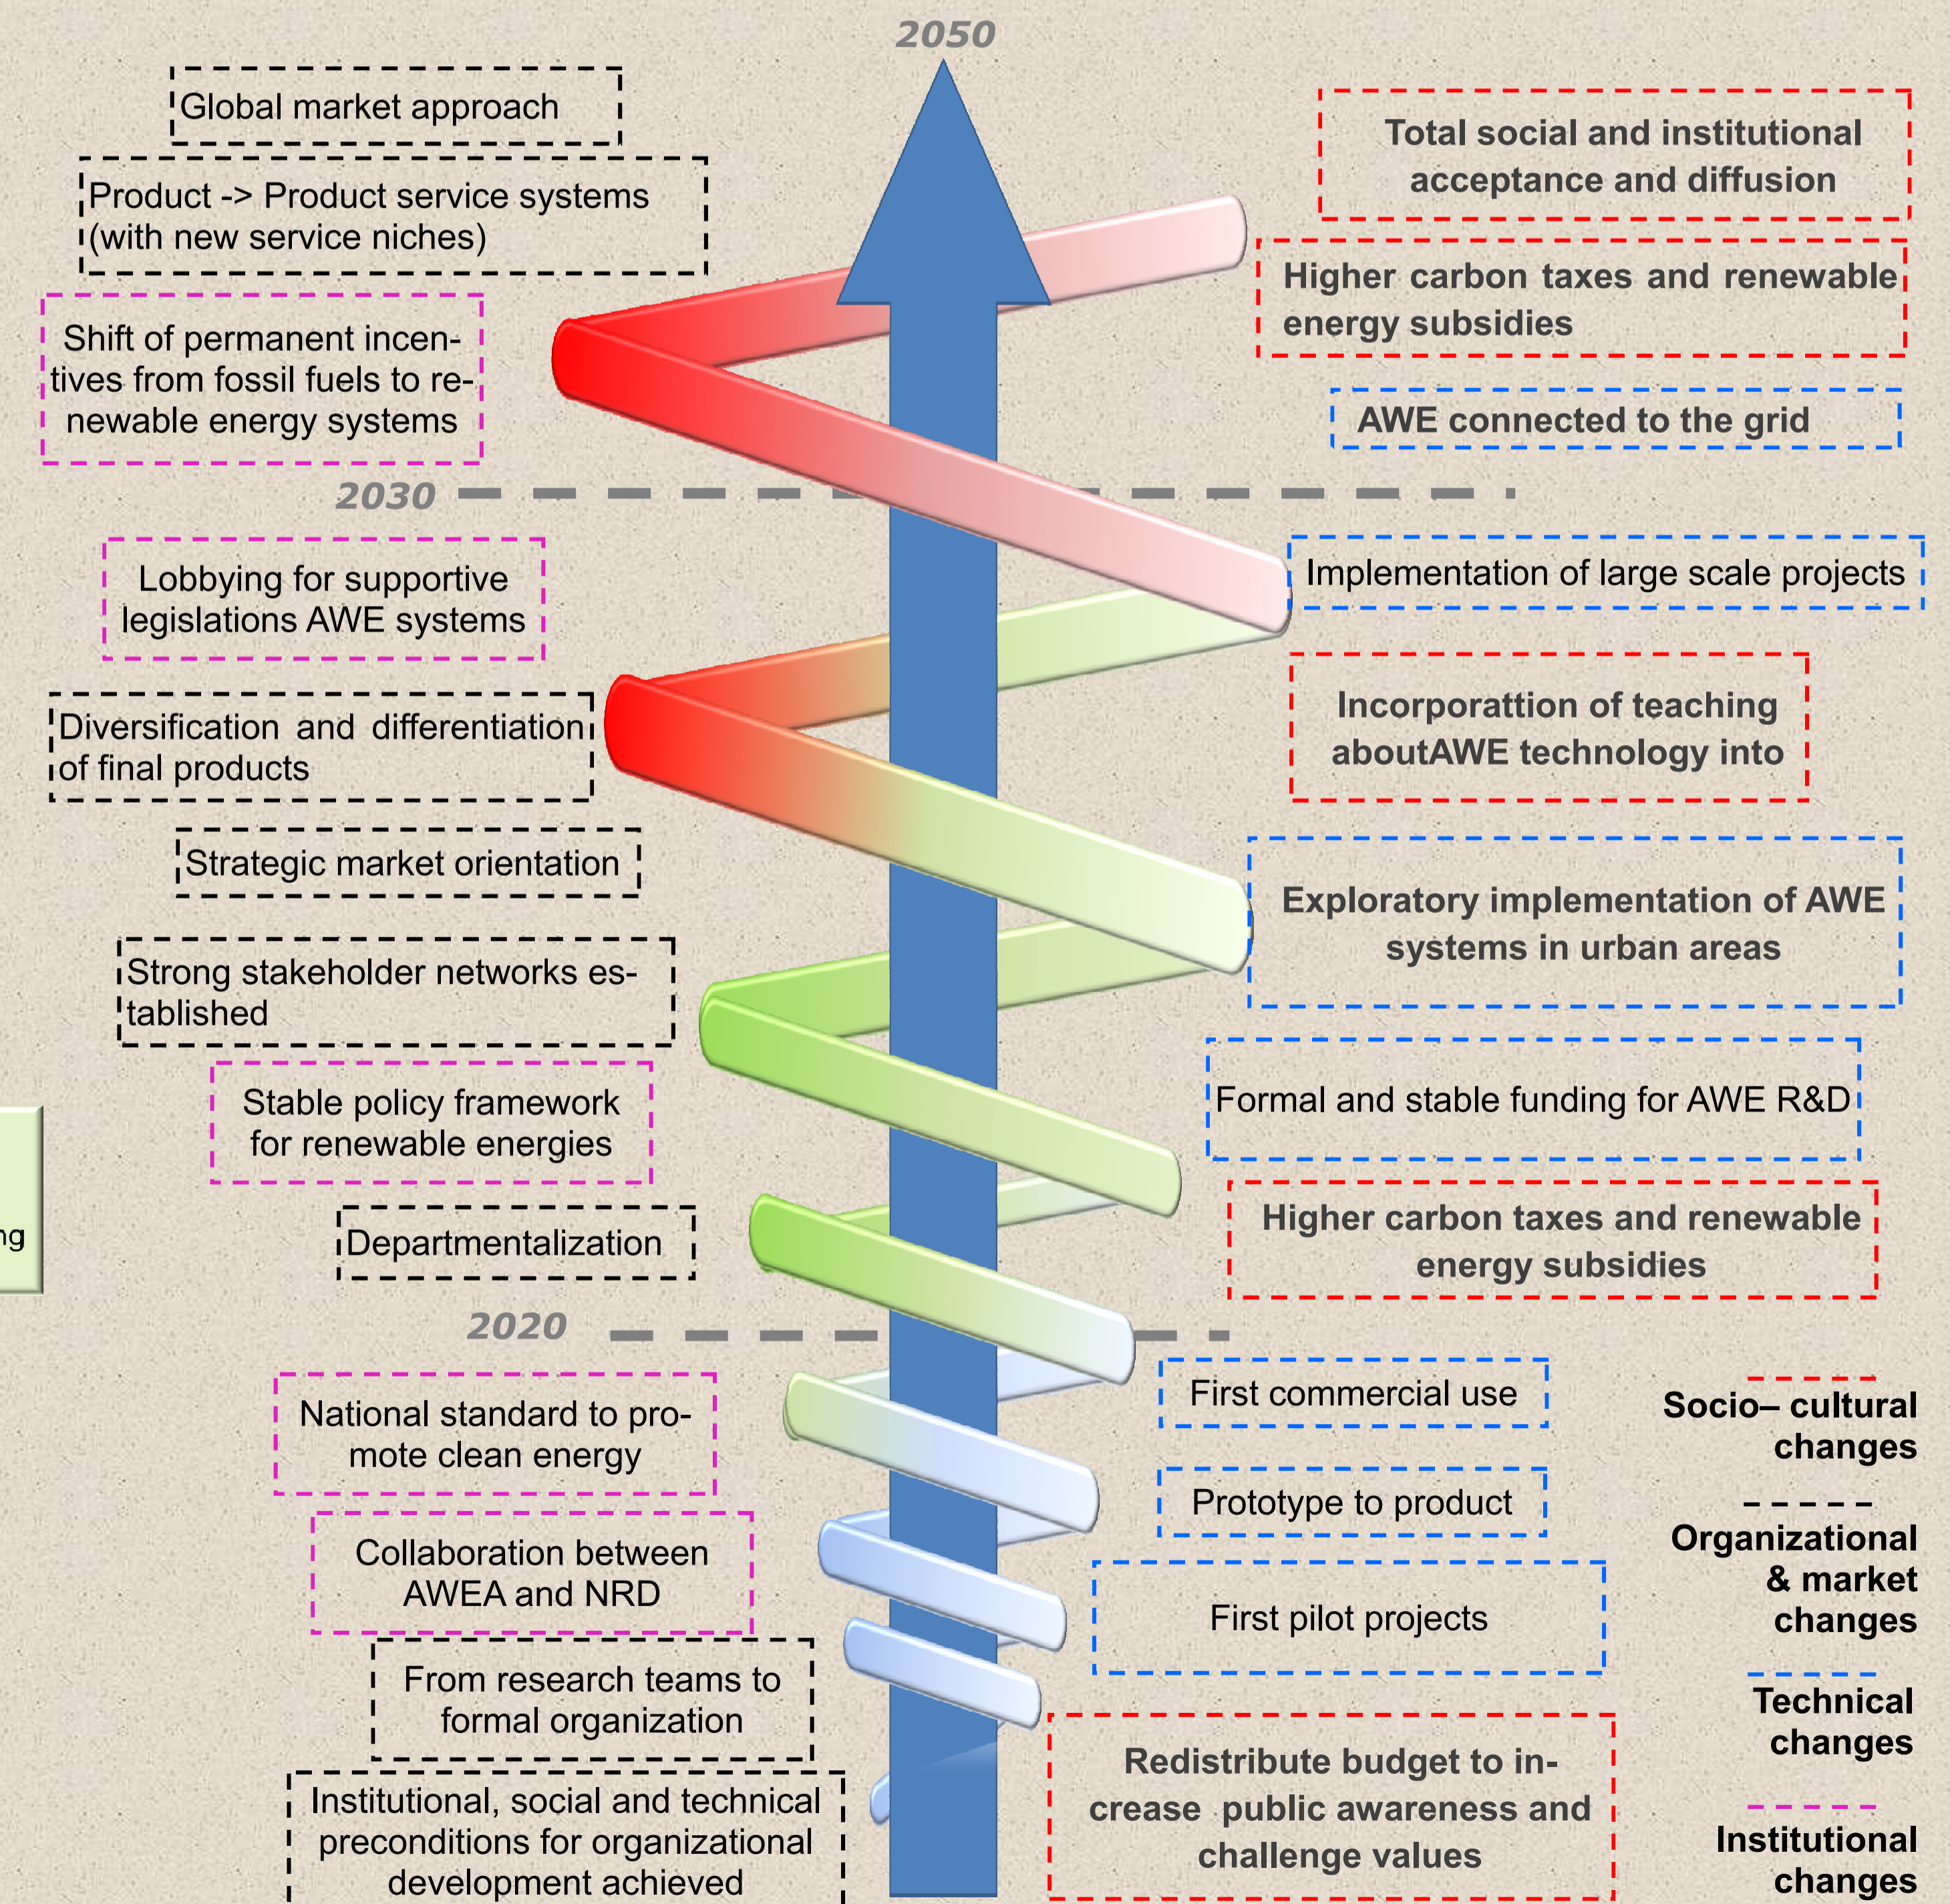 2050
Global market approach
Product -> Product service systems
(with new service niches)
Shift of permanent incen-
tives from fossil fuels to re-
newable energy systems
Total social and institutional
acceptance and diffusion
Higher carbon taxes and renewable
energy subsidies
AWE connected to the grid
2030
Lobbying for supportive
legislations AWE systems
Diversification and differentiation
of final products
Strategic market orientation
Strong stakeholder networks es-
tablished
Stable policy framework
for renewable energies
Departmentalization
Implementation of large scale projects
Incorporattion of teaching
aboutAWE technology into
Exploratory implementation of AWE
systems in urban areas
Formal and stable funding for AWE R&D
Higher carbon taxes and renewable
energy subsidies
ng
2020
National standard to pro-
mote clean energy
Collaboration between
AWEA and NRD
From research teams to
formal organization
Institutional, social and technical
preconditions for organizational
development achieved
First commercial use
Prototype to product
First pilot projects
Redistribute budget to in-
crease public awareness and
challenge values
Socio– cultural
changes
Organizational
& market
changes
Technical
changes
Institutional
changes